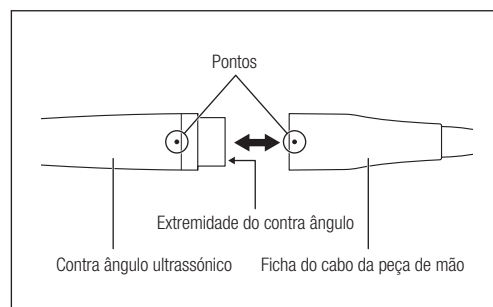 Pontos
Extremidade do contra ângulo
Contra ângulo ultrassónico
Ficha do cabo da peça de mão